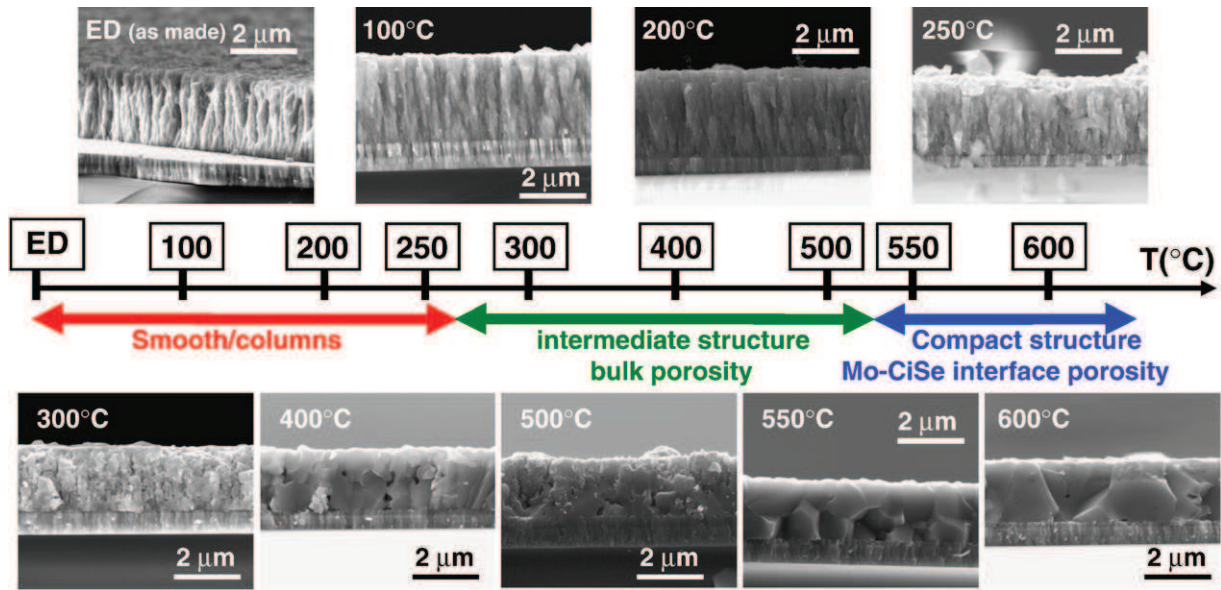 ED (as made) 2 μm
100°C
2 μm
200°C
2 μm
250°C
2 μm
ED 100 200 250 300 400 500 550 600 T(°C)
Smooth/columns
intermediate structure
bulk porosity
Compact structure
Mo-CiSe interface porosity
300°C
2 μm
400°C
2 μm
500°C
2 μm
550°C
2 μm
600°C
2 μm